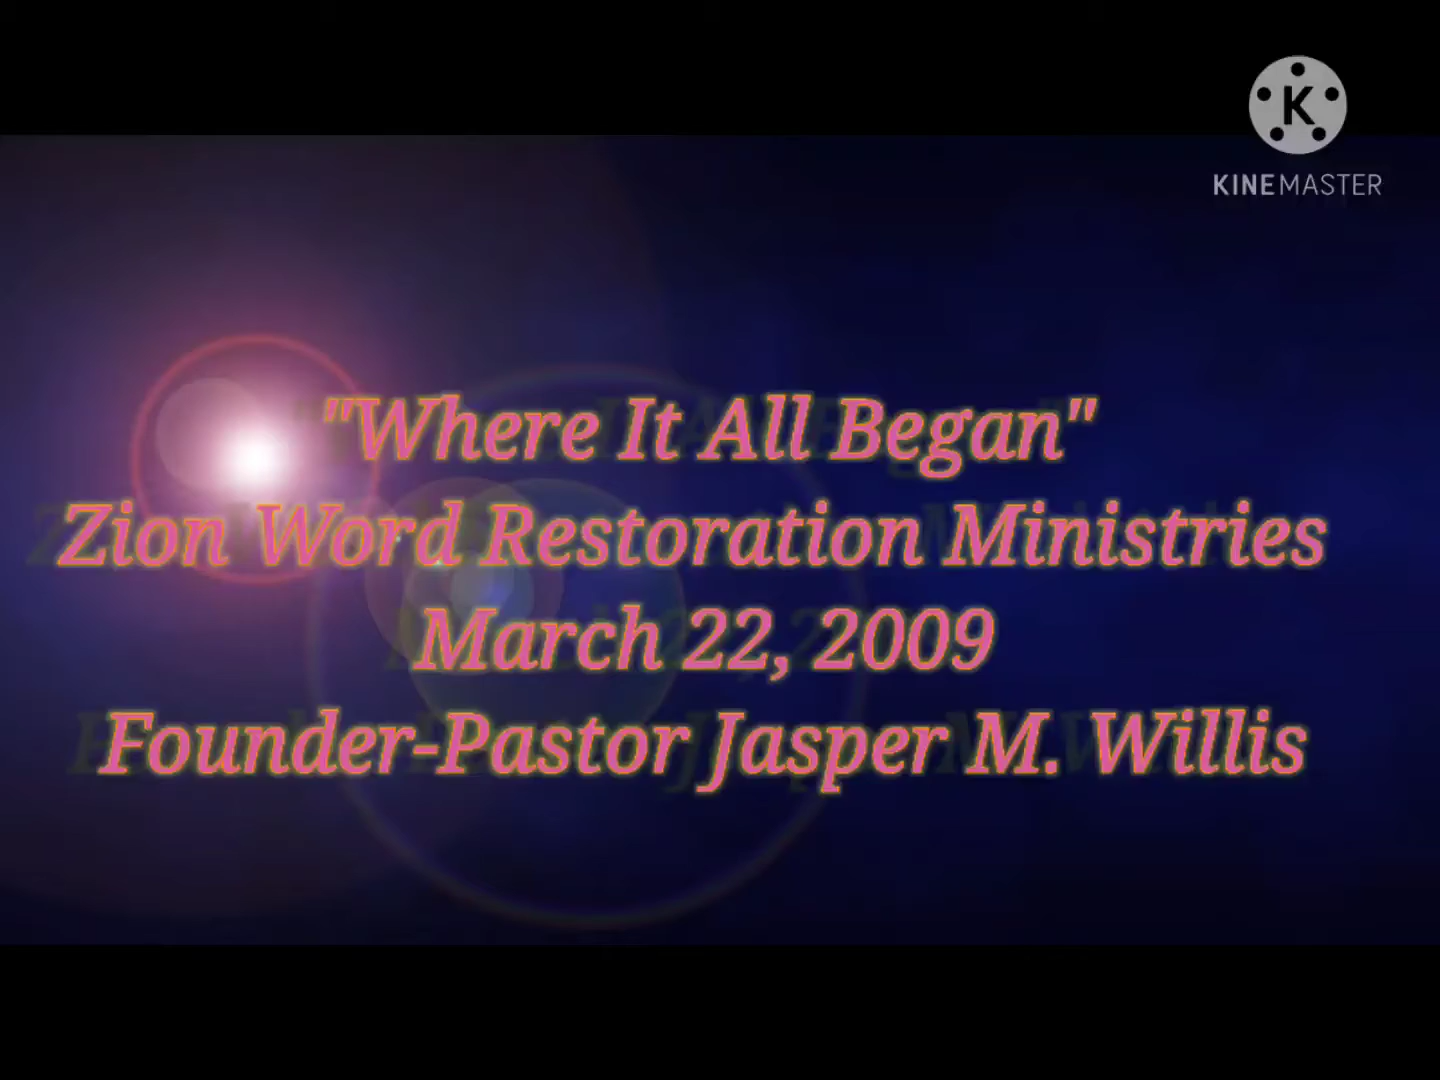 KINEMASTER
"Where It All Began"
Zion Word Restoration Ministries
March 22, 2009
Founder-Pastor Jasper M. Willis